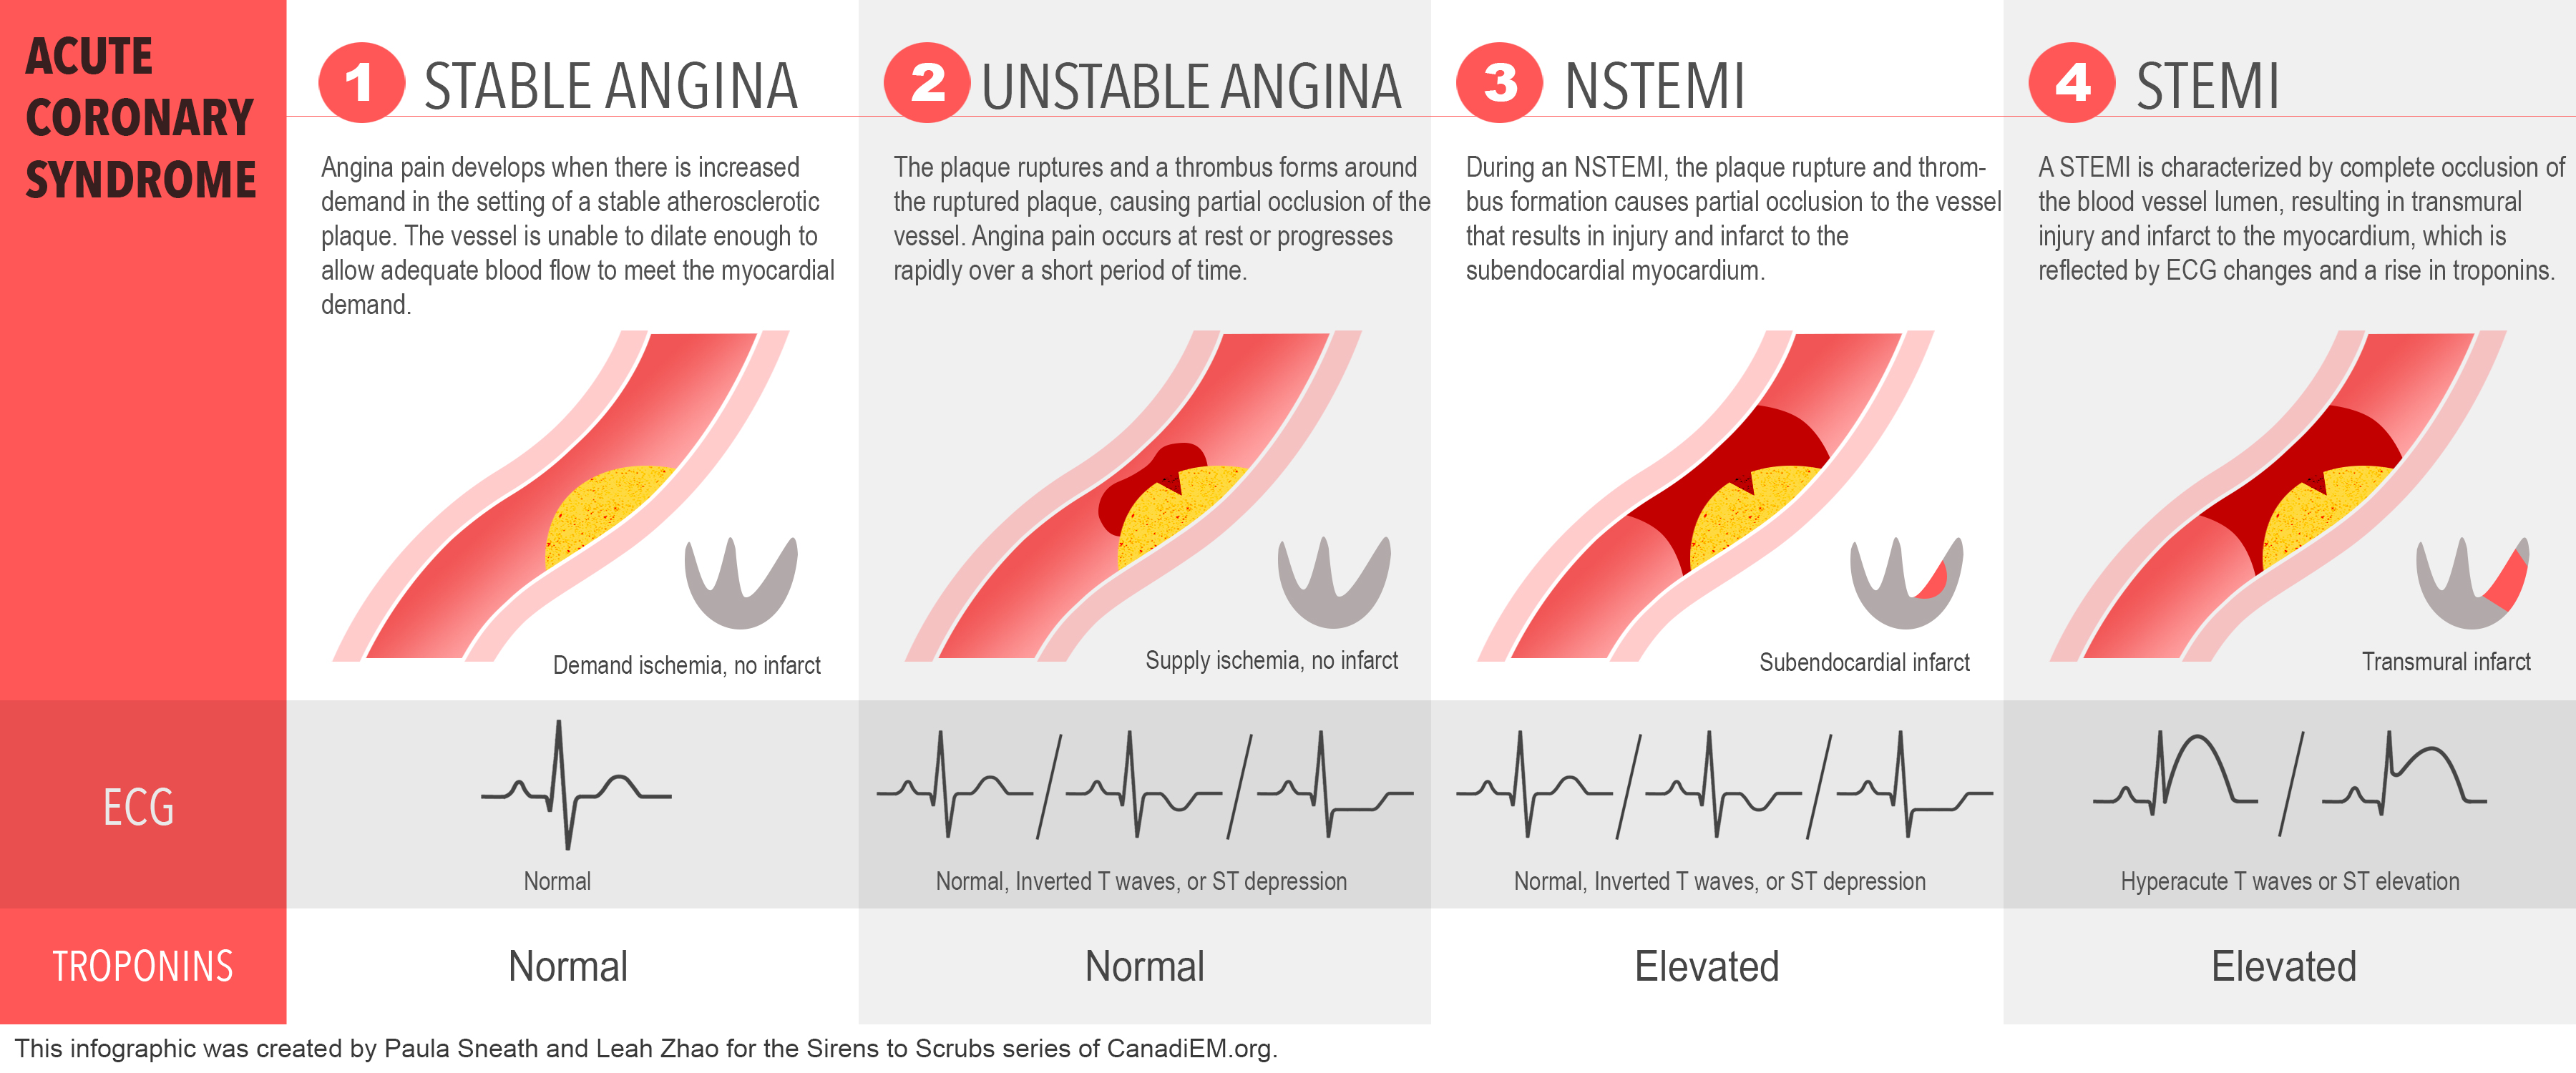 ACUTE
CORONARY
SYNDROME
1 STABLE ANGINA
Angina pain develops when there is increased
demand in the setting of a stable atherosclerotic
plaque. The vessel is unable to dilate enough to
allow adequate blood flow to meet the myocardial
demand.
Demand ischemia, no infarct
2 UNSTABLE ANGINA
The plaque ruptures and a thrombus forms around
the ruptured plaque, causing partial occlusion of the
vessel. Angina pain occurs at rest or progresses
rapidly over a short period of time.
Supply ischemia, no infarct
3 NSTEMI
During an NSTEMI, the plaque rupture and throm-
bus formation causes partial occlusion to the vessel
that results in injury and infarct to the
subendocardial myocardium.
Subendocardial infarct
4 STEMI
A STEMI is characterized by complete occlusion of
the blood vessel lumen, resulting in transmural
injury and infarct to the myocardium, which is
reflected by ECG changes and a rise in troponins.
Transmural infarct
ECG
Normal
Normal, Inverted T waves, or ST depression
Normal, Inverted T waves, or ST depression
Hyperacute T waves or ST elevation
TROPONINS
Normal
Normal
Elevated
Elevated
This infographic was created by Paula Sneath and Leah Zhao for the Sirens to Scrubs series of CanadiEM.org.